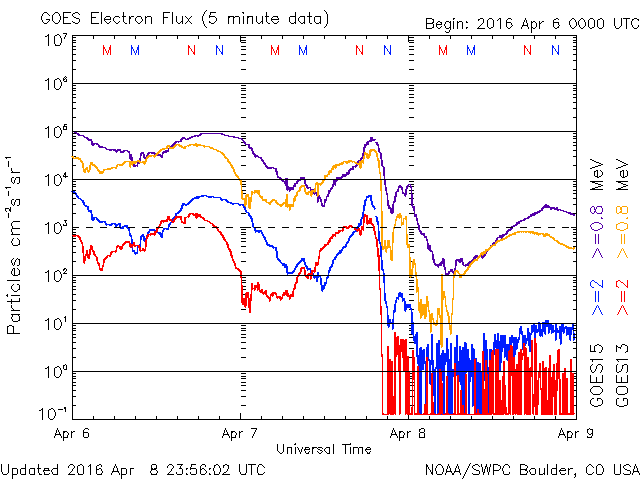 GOES Electron Flux (5 minute data)
Begin: 2016 Apr 6 0000 UTC
10⁷
M M N N M M N N M M N N
10⁶
10⁵
10⁴
10³
10²
10¹
10⁰
10⁻¹
Particles cm⁻²s⁻¹sr⁻¹
Apr 6 Apr 7 Apr 8 Apr 9
Universal Time
GOES15 >=2 >=0.8 MeV
GOES13 >=2 >=0.8 MeV
Updated 2016 Apr 8 23:56:02 UTC
NOAA/SWPC Boulder, CO USA